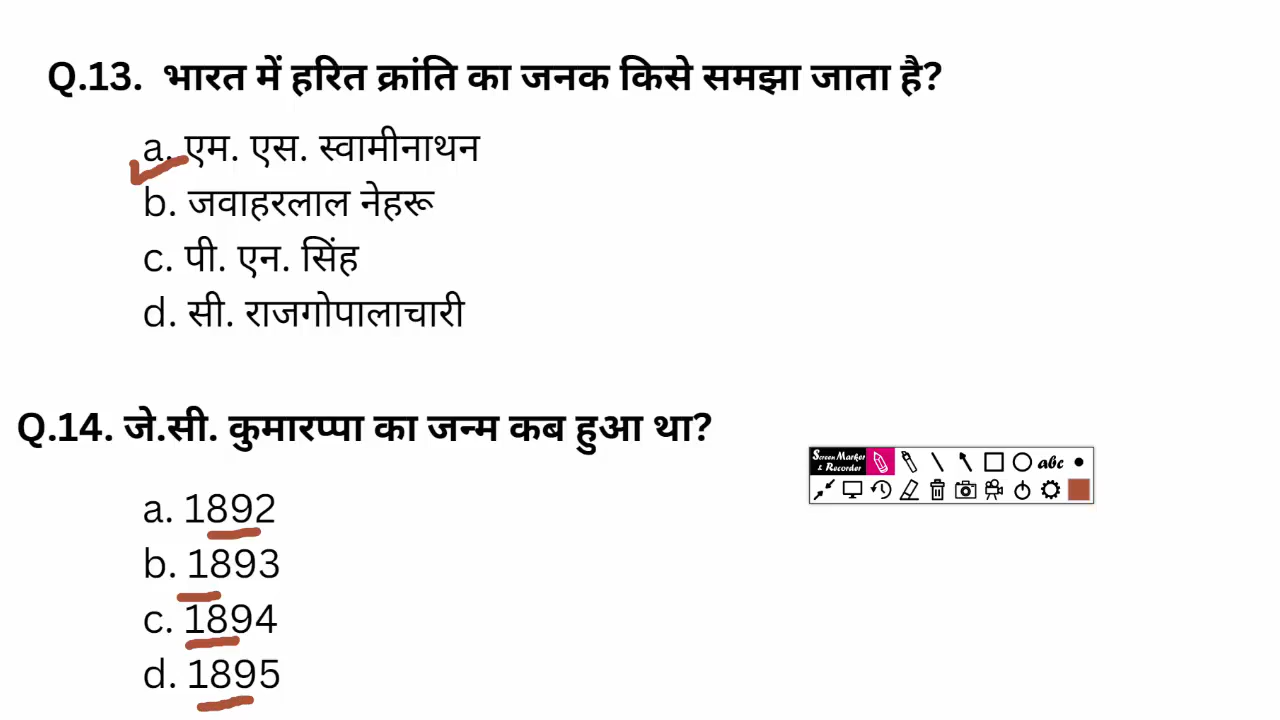 Q.13. भारत में हरित क्रांति का जनक किसे समझा जाता है?
a. एम. एस. स्वामीनाथन
b. जवाहरलाल नेहरू
c. पी. एन. सिंह
d. सी. राजगोपालाचारी
Q.14. जे.सी. कुमारप्पा का जन्म कब हुआ था?
Screen Marker
& Recorder
abc
a. 1892
b. 1893
c. 1894
d. 1895